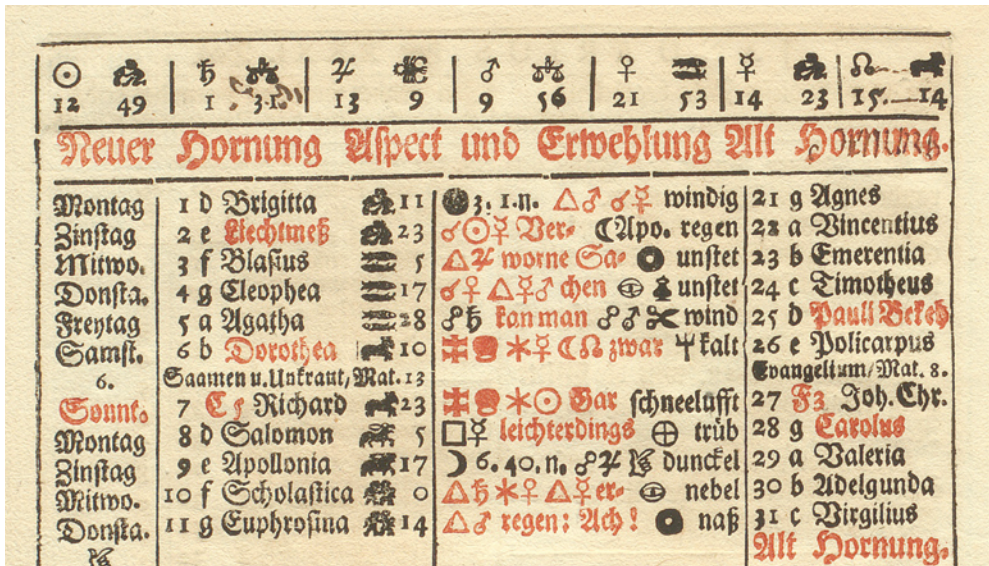 ☉ ♄ ♃ ♂ ♀ ☿ ☊
12 49 1 31 13 9 9 56 21 53 14 23 15 14
Neuer Hornung Aspect und Erwehlung Alt Hornung.
Montag 1 d Brigitta 11 3. 1.n. △♂ ☌☿ windig 21 g Agnes
Zinstag 2 e Liechtmeß 23 ☌☉☿ Ver- ☾Apo. regen 22 a Vincentius
Mitwo. 3 f Blasius 5 △♃ worne Sa- unstet 23 b Emerentia
Donsta. 4 g Cleophea 17 ☌♀ △☿♂ chen unstet 24 c Timotheus
Freytag 5 a Agatha 28 ☍♄ kan man ☍♂ wind 25 d Pauli Bekeh
Samst. 6 b Dorothea 10 ✶☿ ☾☊ zwar kalt 26 e Policarpus
6. Saamen u. Unkraut/ Mat. 13 Evangelium/ Mat. 8.
Sonnt. 7 C Richard 23 ✶☉ Gar schneelufft 27 F3 Joh. Chr.
Montag 8 d Salomon 5 □☿ leichterdings ⊕ trüb 28 g Carolus
Zinstag 9 e Apollonia 17 ☽ 6. 40. n. ☍♃ dunckel 29 a Valeria
Mitwo. 10 f Scholastica 0 △♄ ✶♀ △☿ er- nebel 30 b Adelgunda
Donsta. 11 g Euphrosina 14 △♂ regen: Ach! naß 31 c Virgilius
Alt Hornung.